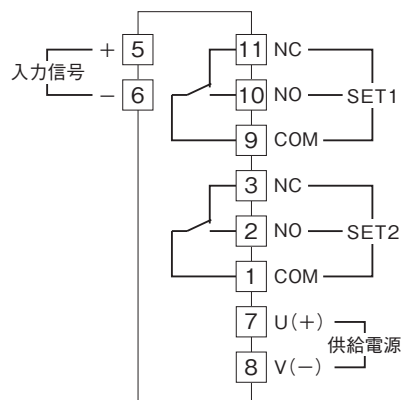 + 5
入力信号
− 6
11 NC
10 NO SET1
9 COM
3 NC
2 NO SET2
1 COM
7 U(+)
供給電源
8 V(−)